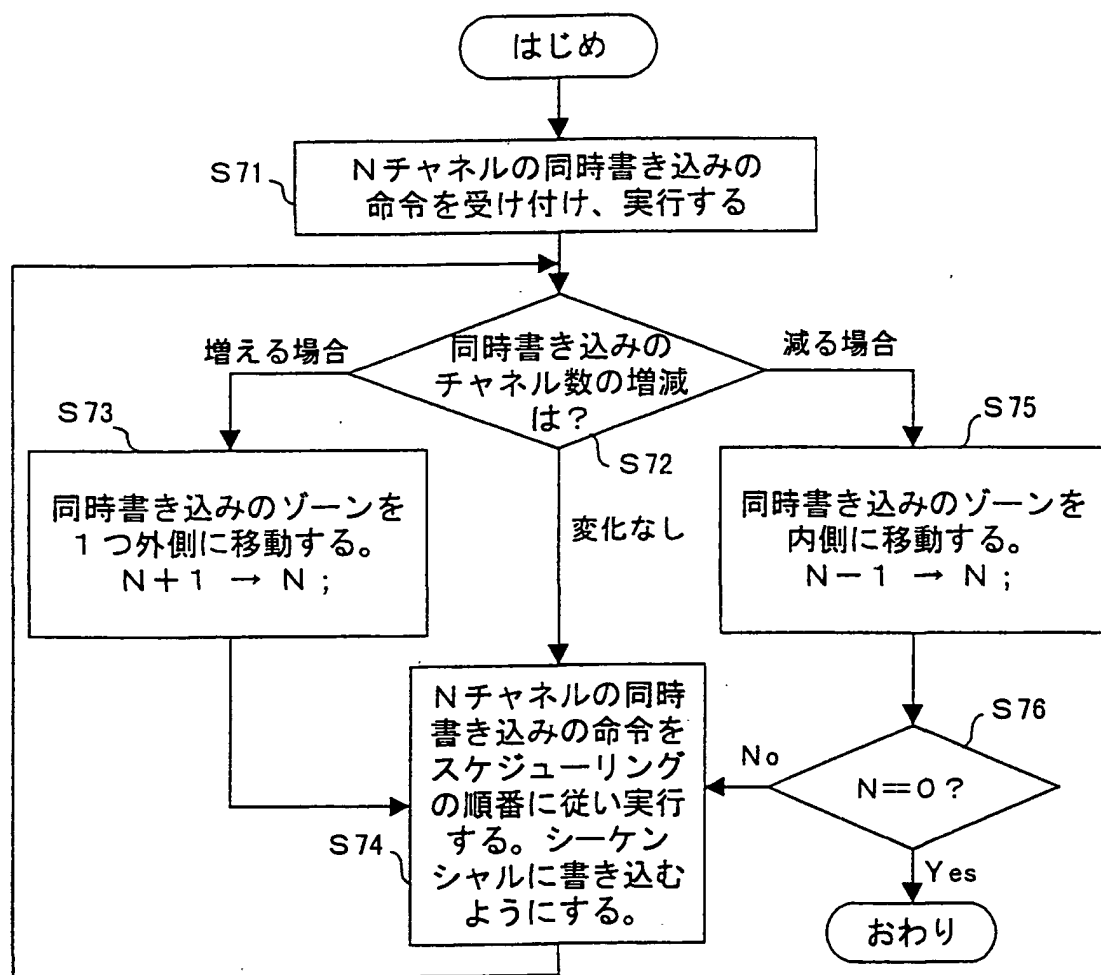 はじめ
S71
Nチャネルの同時書き込みの
命令を受け付け、実行する
増える場合
同時書き込みの
チャネル数の増減
は?
減る場合
S72
S73
同時書き込みのゾーンを
1つ外側に移動する。
N+1 → N;
変化なし
S75
同時書き込みのゾーンを
内側に移動する。
N-1 → N;
S74
Nチャネルの同時
書き込みの命令を
スケジューリング
の順番に従い実行
する。シーケン
シャルに書き込む
ようにする。
S76
No
N==0?
Yes
おわり